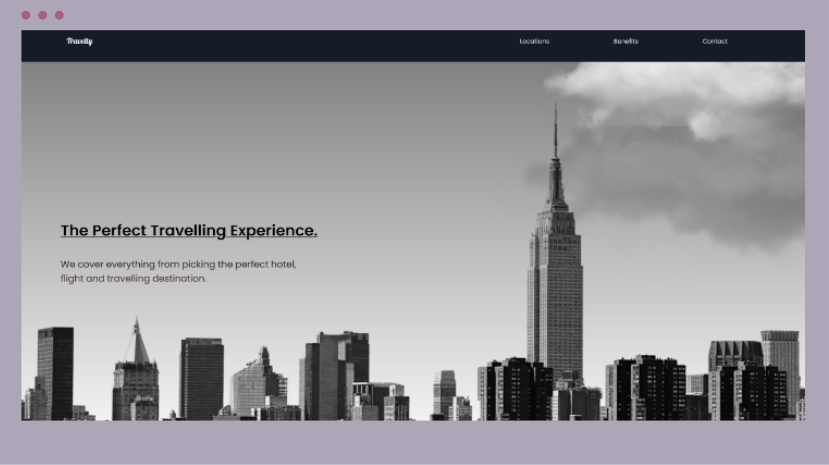 Travelly
Locations Benefits Contact
The Perfect Travelling Experience.
We cover everything from picking the perfect hotel,
flight and travelling destination.